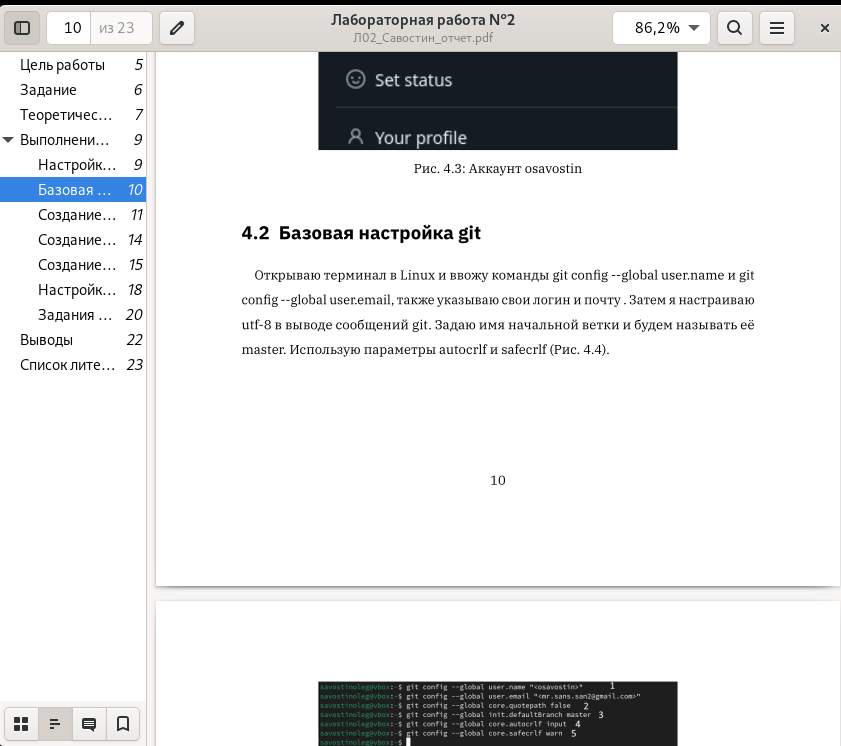 10 из 23
Лабораторная работа №2
Л02_Савостин_отчет.pdf
86,2%
Цель работы 5
Задание 6
Теоретичес… 7
Выполнени… 9
Настройк… 9
Базовая … 10
Создание… 11
Создание… 14
Создание… 15
Настройк… 18
Задания … 20
Выводы 22
Список лите… 23
Set status
Your profile
Рис. 4.3: Аккаунт osavostin
4.2 Базовая настройка git
Открываю терминал в Linux и ввожу команды git config --global user.name и git
config --global user.email, также указываю свои логин и почту . Затем я настраиваю
utf-8 в выводе сообщений git. Задаю имя начальной ветки и будем называть её
master. Использую параметры autocrlf и safecrlf (Рис. 4.4).
10
savostinoleg@vbox:~$ git config --global user.name "<osavostin>" 1
savostinoleg@vbox:~$ git config --global user.email "<mr.sans.san2@gmail.com>"
savostinoleg@vbox:~$ git config --global core.quotepath false 2
savostinoleg@vbox:~$ git config --global init.defaultBranch master 3
savostinoleg@vbox:~$ git config --global core.autocrlf input 4
savostinoleg@vbox:~$ git config --global core.safecrlf warn 5
savostinoleg@vbox:~$